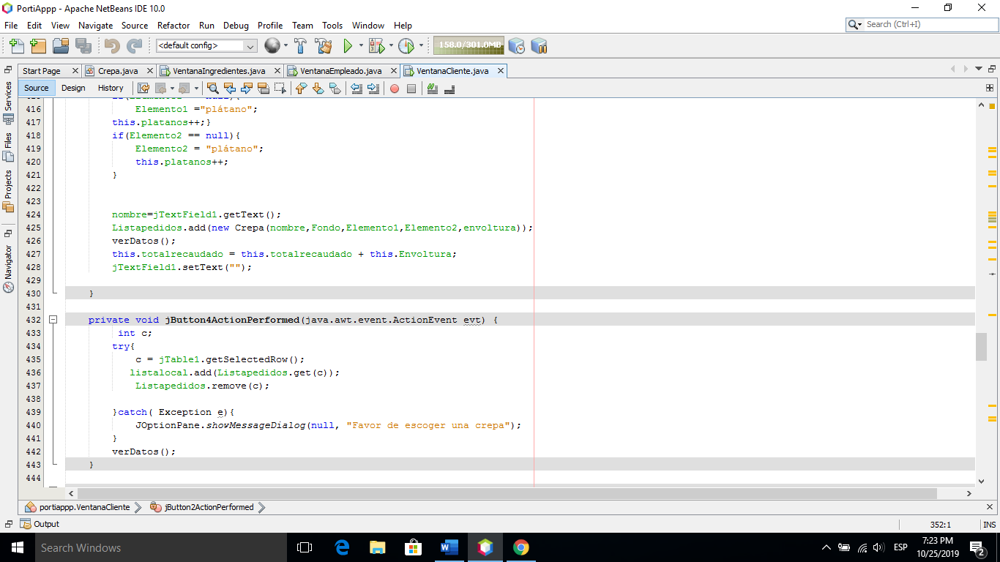 PortiAppp - Apache NetBeans IDE 10.0
File Edit View Navigate Source Refactor Run Debug Profile Team Tools Window Help
Search (Ctrl+I)
<default config>
158.0/301.0MB
Start Page Crepa.java VentanaIngredientes.java VentanaEmpleado.java VentanaCliente.java
Source Design History
Services
Files
Projects
Navigator
416 Elemento1 ="plátano";
417 this.platanos++;}
418 if(Elemento2 == null){
419 Elemento2 = "plátano";
420 this.platanos++;
421 }
422
423
424 nombre=jTextField1.getText();
425 Listapedidos.add(new Crepa(nombre,Fondo,Elemento1,Elemento2,envoltura));
426 verDatos();
427 this.totalrecaudado = this.totalrecaudado + this.Envoltura;
428 jTextField1.setText("");
429
430 }
431
432 private void jButton4ActionPerformed(java.awt.event.ActionEvent evt) {
433 int c;
434 try{
435 c = jTable1.getSelectedRow();
436 listalocal.add(Listapedidos.get(c));
437 Listapedidos.remove(c);
438
439 }catch( Exception e){
440 JOptionPane.showMessageDialog(null, "Favor de escoger una crepa");
441 }
442 verDatos();
443 }
444
portiappp.VentanaCliente jButton2ActionPerformed
Output
352:1 INS
Search Windows
ESP
7:23 PM
10/25/2019
2